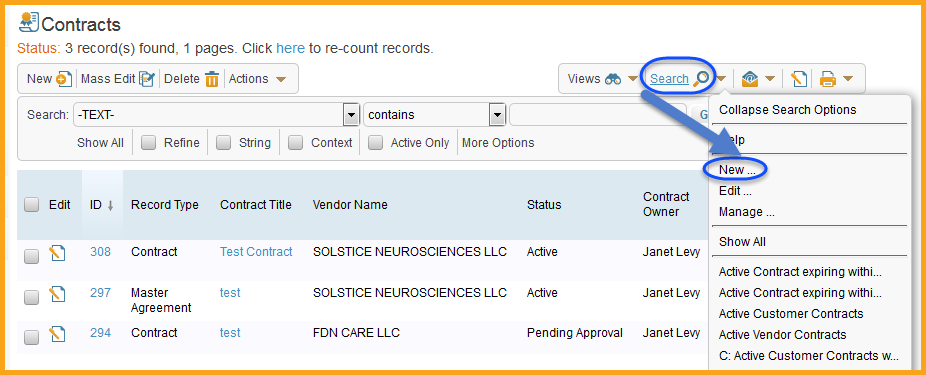 Contracts
Status: 3 record(s) found, 1 pages. Click here to re-count records.
New Mass Edit Delete Actions Views Search
Search: -TEXT- contains G
Show All Refine String Context Active Only More Options
Collapse Search Options
New ...
Edit ...
Manage ...
Show All
Active Contract expiring withi...
Active Contract expiring withi...
Active Customer Contracts
Active Vendor Contracts
C: Active Customer Contracts w...
Edit ID Record Type Contract Title Vendor Name Status Contract Owner
308 Contract Test Contract SOLSTICE NEUROSCIENCES LLC Active Janet Levy
297 Master Agreement test SOLSTICE NEUROSCIENCES LLC Active Janet Levy
294 Contract test FDN CARE LLC Pending Approval Janet Levy